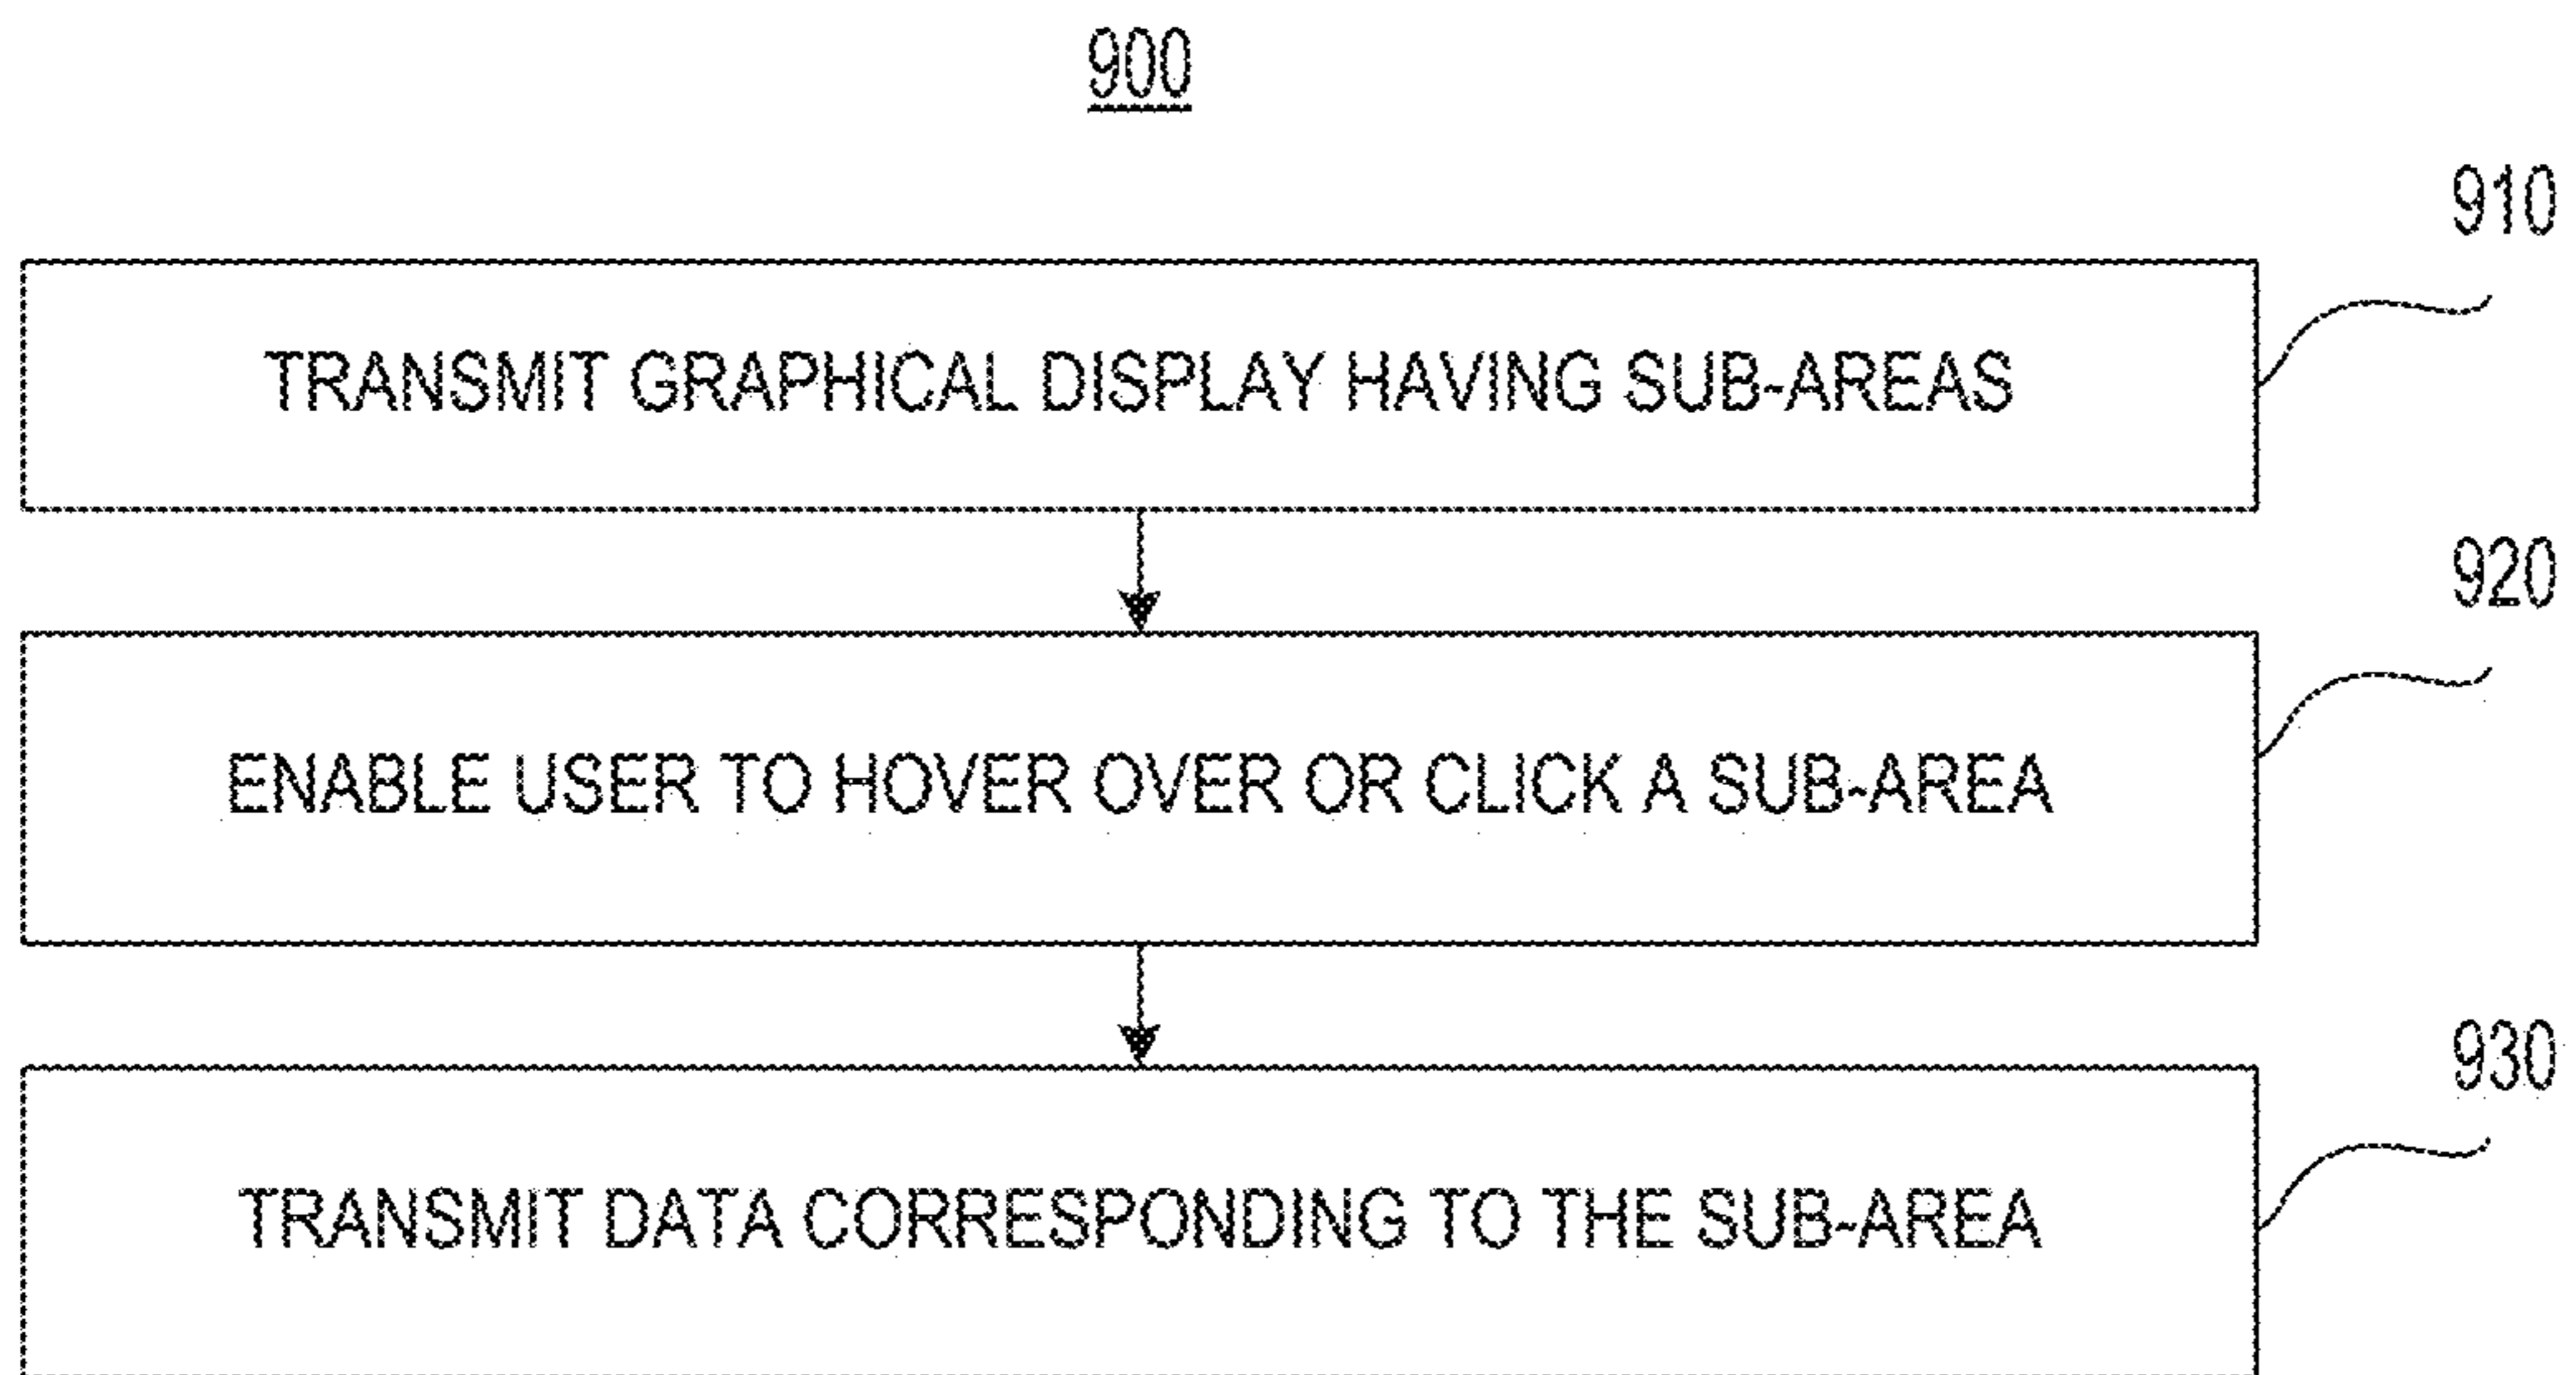 900
910
TRANSMIT GRAPHICAL DISPLAY HAVING SUB-AREAS
920
ENABLE USER TO HOVER OVER OR CLICK A SUB-AREA
930
TRANSMIT DATA CORRESPONDING TO THE SUB-AREA